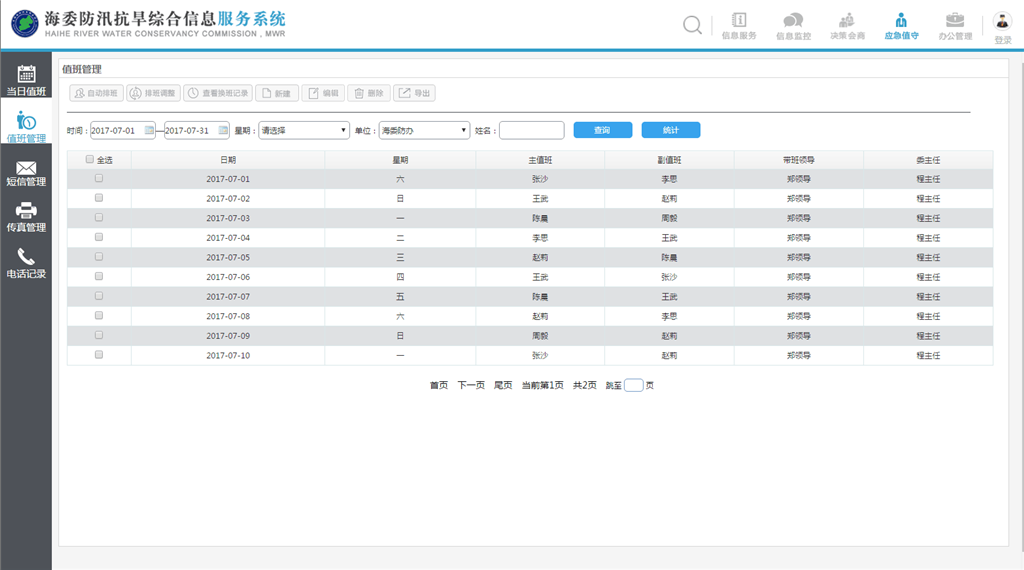 海委防汛抗旱综合信息服务系统
HAIHE RIVER WATER CONSERVANCY COMMISSION , MWR
信息服务 信息监控 决策会商 应急值守 办公管理 登录
当日值班
值班管理
短信管理
传真管理
电话记录
值班管理
自动排班 排班调整 查看换班记录 新建 编辑 删除 导出
时间：2017-07-01—2017-07-31 星期：请选择 单位：海委防办 姓名： 查询 统计
全选 日期 星期 主值班 副值班 带班领导 委主任
2017-07-01 六 张沙 李思 郑领导 程主任
2017-07-02 日 王武 赵莉 郑领导 程主任
2017-07-03 一 陈晨 周毅 郑领导 程主任
2017-07-04 二 李思 王武 郑领导 程主任
2017-07-05 三 赵莉 陈晨 郑领导 程主任
2017-07-06 四 王武 张沙 郑领导 程主任
2017-07-07 五 陈晨 王武 郑领导 程主任
2017-07-08 六 赵莉 李思 郑领导 程主任
2017-07-09 日 周毅 赵莉 郑领导 程主任
2017-07-10 一 张沙 赵莉 郑领导 程主任
首页 下一页 尾页 当前第1页 共2页 跳至 页